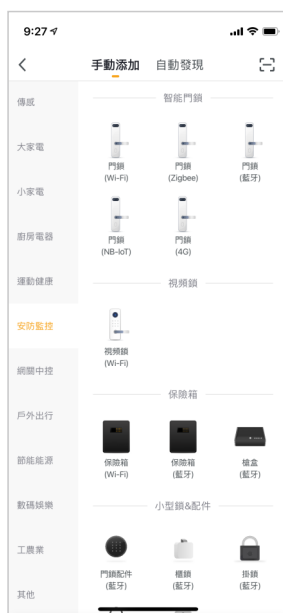 9:27
手動添加 自動發現
傳感
大家電
小家電
廚房電器
運動健康
安防監控
網關中控
戶外出行
節能能源
數碼娛樂
工農業
其他
智能門鎖
門鎖
(Wi-Fi)
門鎖
(Zigbee)
門鎖
(藍牙)
門鎖
(NB-IoT)
門鎖
(4G)
視頻鎖
視頻鎖
(Wi-Fi)
保險箱
保險箱
(Wi-Fi)
保險箱
(藍牙)
槍盒
(藍牙)
小型鎖&配件
門鎖配件
(藍牙)
櫃鎖
(藍牙)
掛鎖
(藍牙)